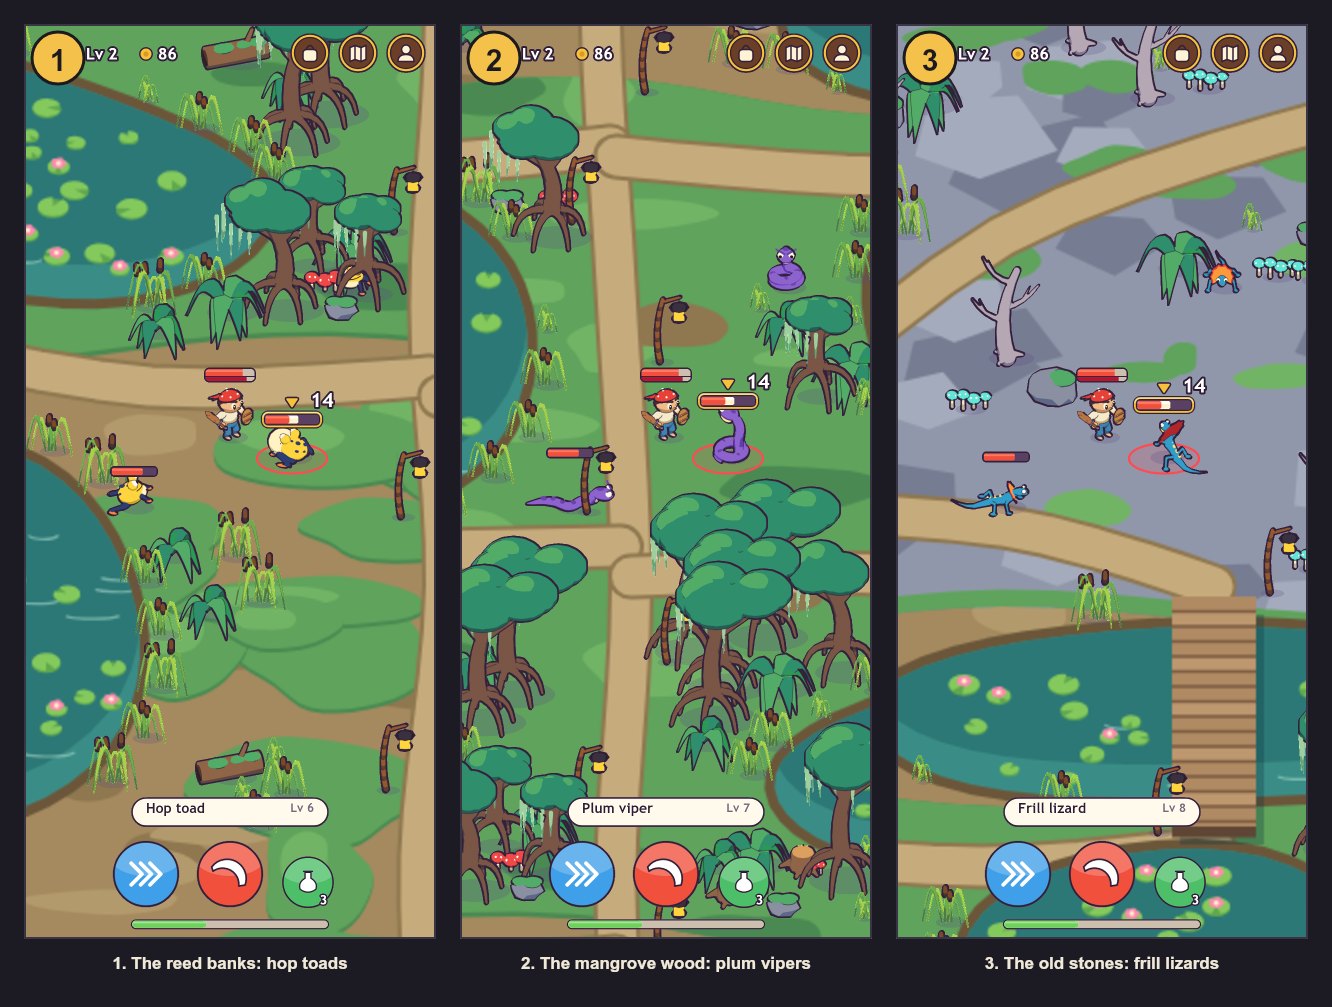 1
Lv 2
86
14
Hop toad
Lv 6
3
1. The reed banks: hop toads
2
Lv 2
86
14
Plum viper
Lv 7
3
2. The mangrove wood: plum vipers
3
Lv 2
86
14
Frill lizard
Lv 8
3
3. The old stones: frill lizards